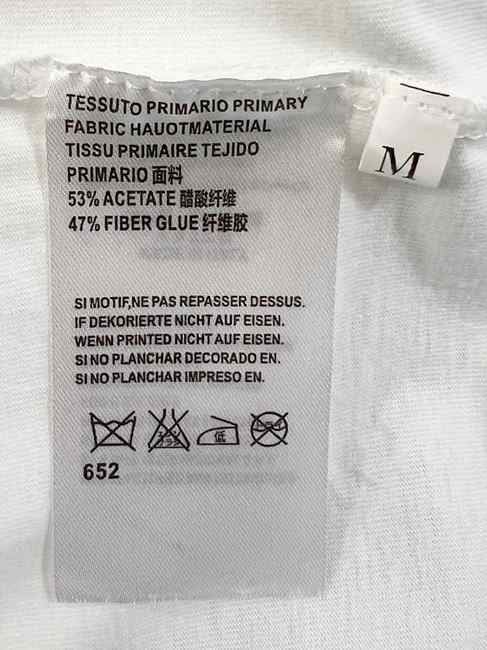 TESSUTO PRIMARIO PRIMARY
FABRIC HAUOTMATERIAL
TISSU PRIMAIRE TEJIDO
PRIMARIO 面料
53% ACETATE 醋酸纤维
47% FIBER GLUE 纤维胶
SI MOTIF,NE PAS REPASSER DESSUS.
IF DEKORIERTE NICHT AUF EISEN.
WENN PRINTED NICHT AUF EISEN.
SI NO PLANCHAR DECORADO EN.
SI NO PLANCHAR IMPRESO EN.
低
652
M